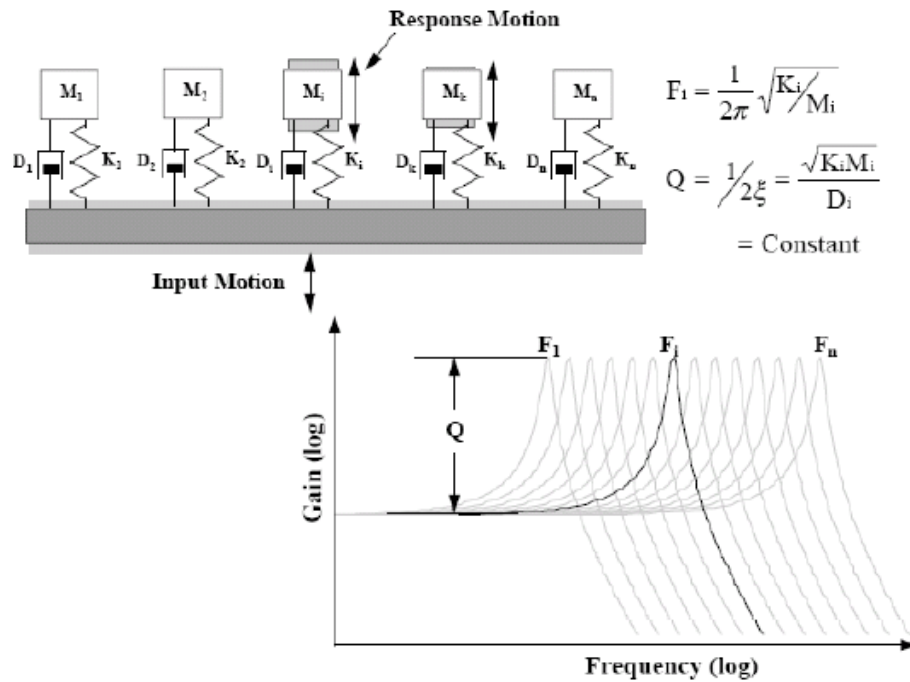 Response Motion
M₁ M₂ Mᵢ Mₖ Mₙ
D₁ K₁ D₂ K₂ Dᵢ Kᵢ Dₖ Kₖ Dₙ Kₙ
F₁ = 1/2π √Kᵢ/Mᵢ
Q = 1/2ξ = √KᵢMᵢ / Dᵢ
= Constant
Input Motion
F₁ Fᵢ Fₙ
Q
Gain (log)
Frequency (log)